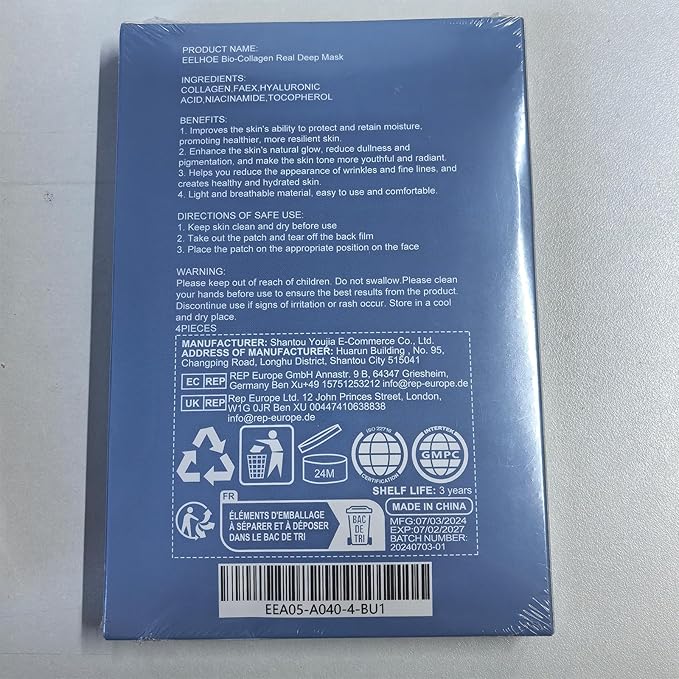 PRODUCT NAME:
EELHOE Bio-Collagen Real Deep Mask
INGREDIENTS:
COLLAGEN,FAEX,HYALURONIC
ACID,NIACINAMIDE,TOCOPHEROL
BENEFITS:
1. Improves the skin's ability to protect and retain moisture,
promoting healthier, more resilient skin.
2. Enhance the skin's natural glow, reduce dullness and
pigmentation, and make the skin tone more youthful and radiant.
3. Helps you reduce the appearance of wrinkles and fine lines, and
creates healthy and hydrated skin.
4. Light and breathable material, easy to use and comfortable.
DIRECTIONS OF SAFE USE:
1. Keep skin clean and dry before use
2. Take out the patch and tear off the back film
3. Place the patch on the appropriate position on the face
WARNING:
Please keep out of reach of children. Do not swallow.Please clean
your hands before use to ensure the best results from the product.
Discontinue use if signs of irritation or rash occur. Store in a cool
and dry place.
4PIECES
MANUFACTURER: Shantou Youjia E-Commerce Co., Ltd.
ADDRESS OF MANUFACTURER: Huarun Building , No. 95,
Changping Road, Longhu District, Shantou City 515041
EC REP REP Europe GmbH Annastr. 9 B, 64347 Griesheim,
Germany Ben Xu+49 15751253212 info@rep-europe.de
UK REP Rep Europe Ltd. 12 John Princes Street, London,
W1G 0JR Ben XU 00447410638838
info@rep-europe.de
24M
ISO 22716
CERTIFICATION
INTERTEK
GMPC
SHELF LIFE: 3 years
MADE IN CHINA
MFG:07/03/2024
EXP:07/02/2027
BATCH NUMBER:
20240703-01
FR
ÉLÉMENTS D'EMBALLAGE
À SÉPARER ET À DÉPOSER
DANS LE BAC DE TRI
BAC
DE
TRI
EEA05-A040-4-BU1